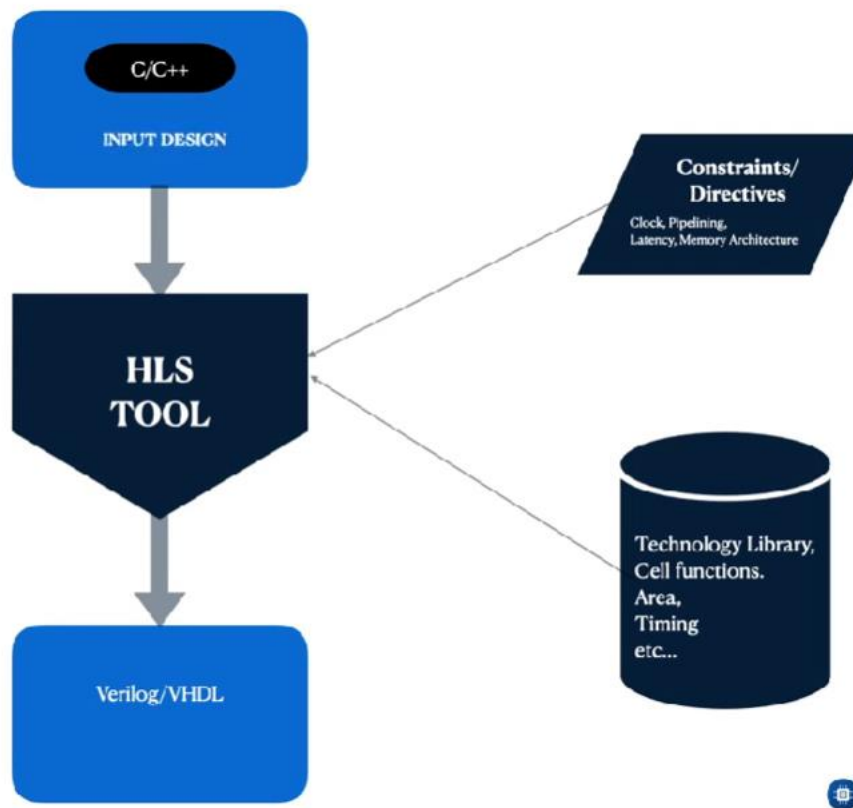 C/C++
INPUT DESIGN
Constraints/
Directives
Clock, Pipelining,
Latency, Memory Architecture
HLS
TOOL
Technology Library,
Cell functions.
Area,
Timing
etc...
Verilog/VHDL